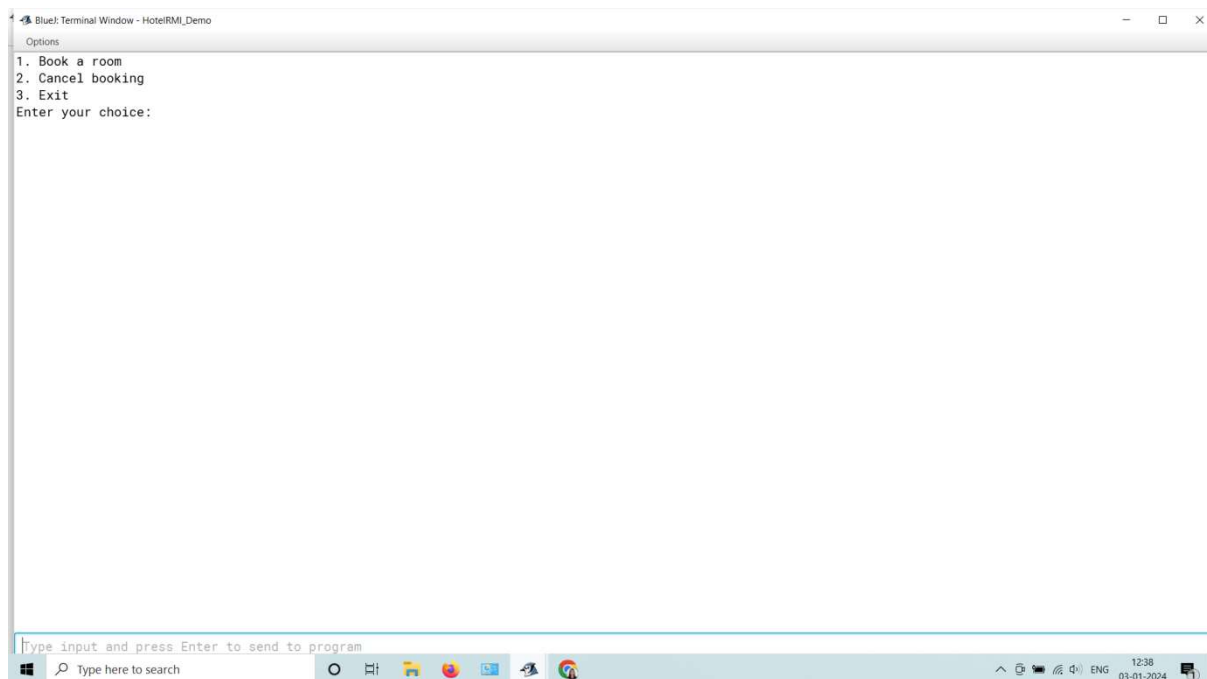 BlueJ: Terminal Window - HotelRMI_Demo
Options
1. Book a room
2. Cancel booking
3. Exit
Enter your choice:
Type input and press Enter to send to program
Type here to search
ENG
12:38
03-01-2024